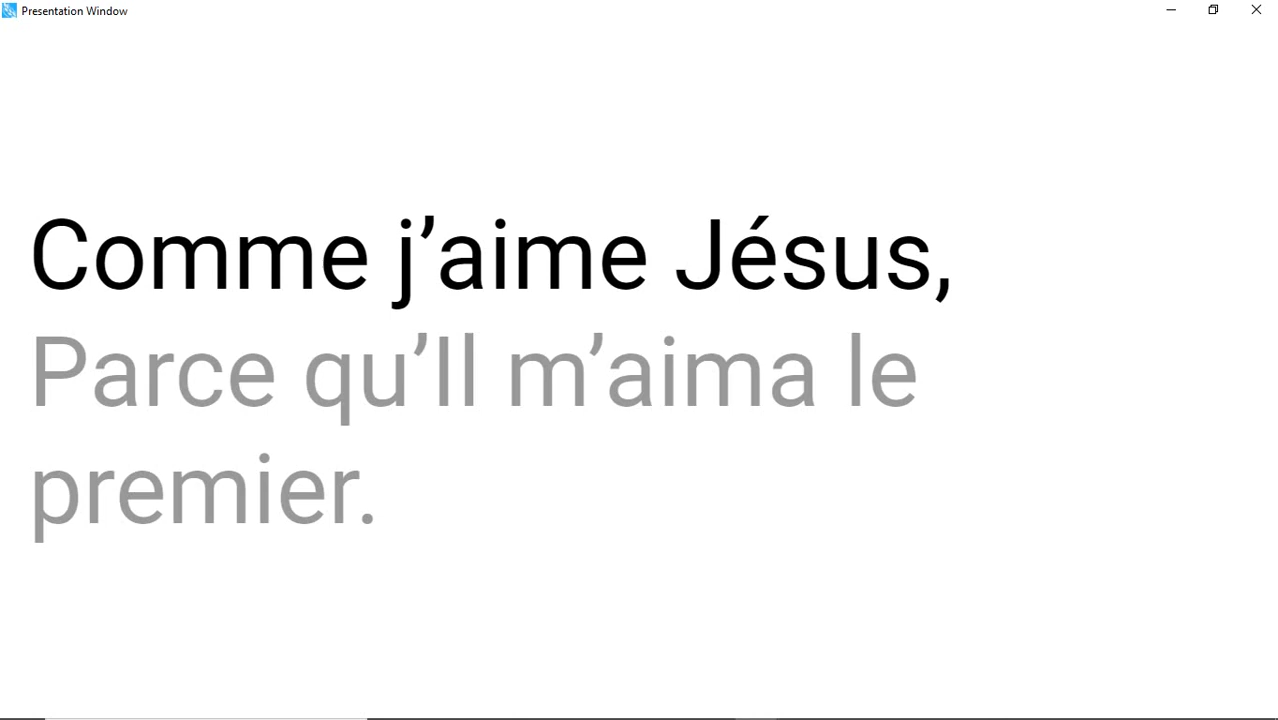 Presentation Window
Comme j’aime Jésus,
Parce qu’Il m’aima le
premier.